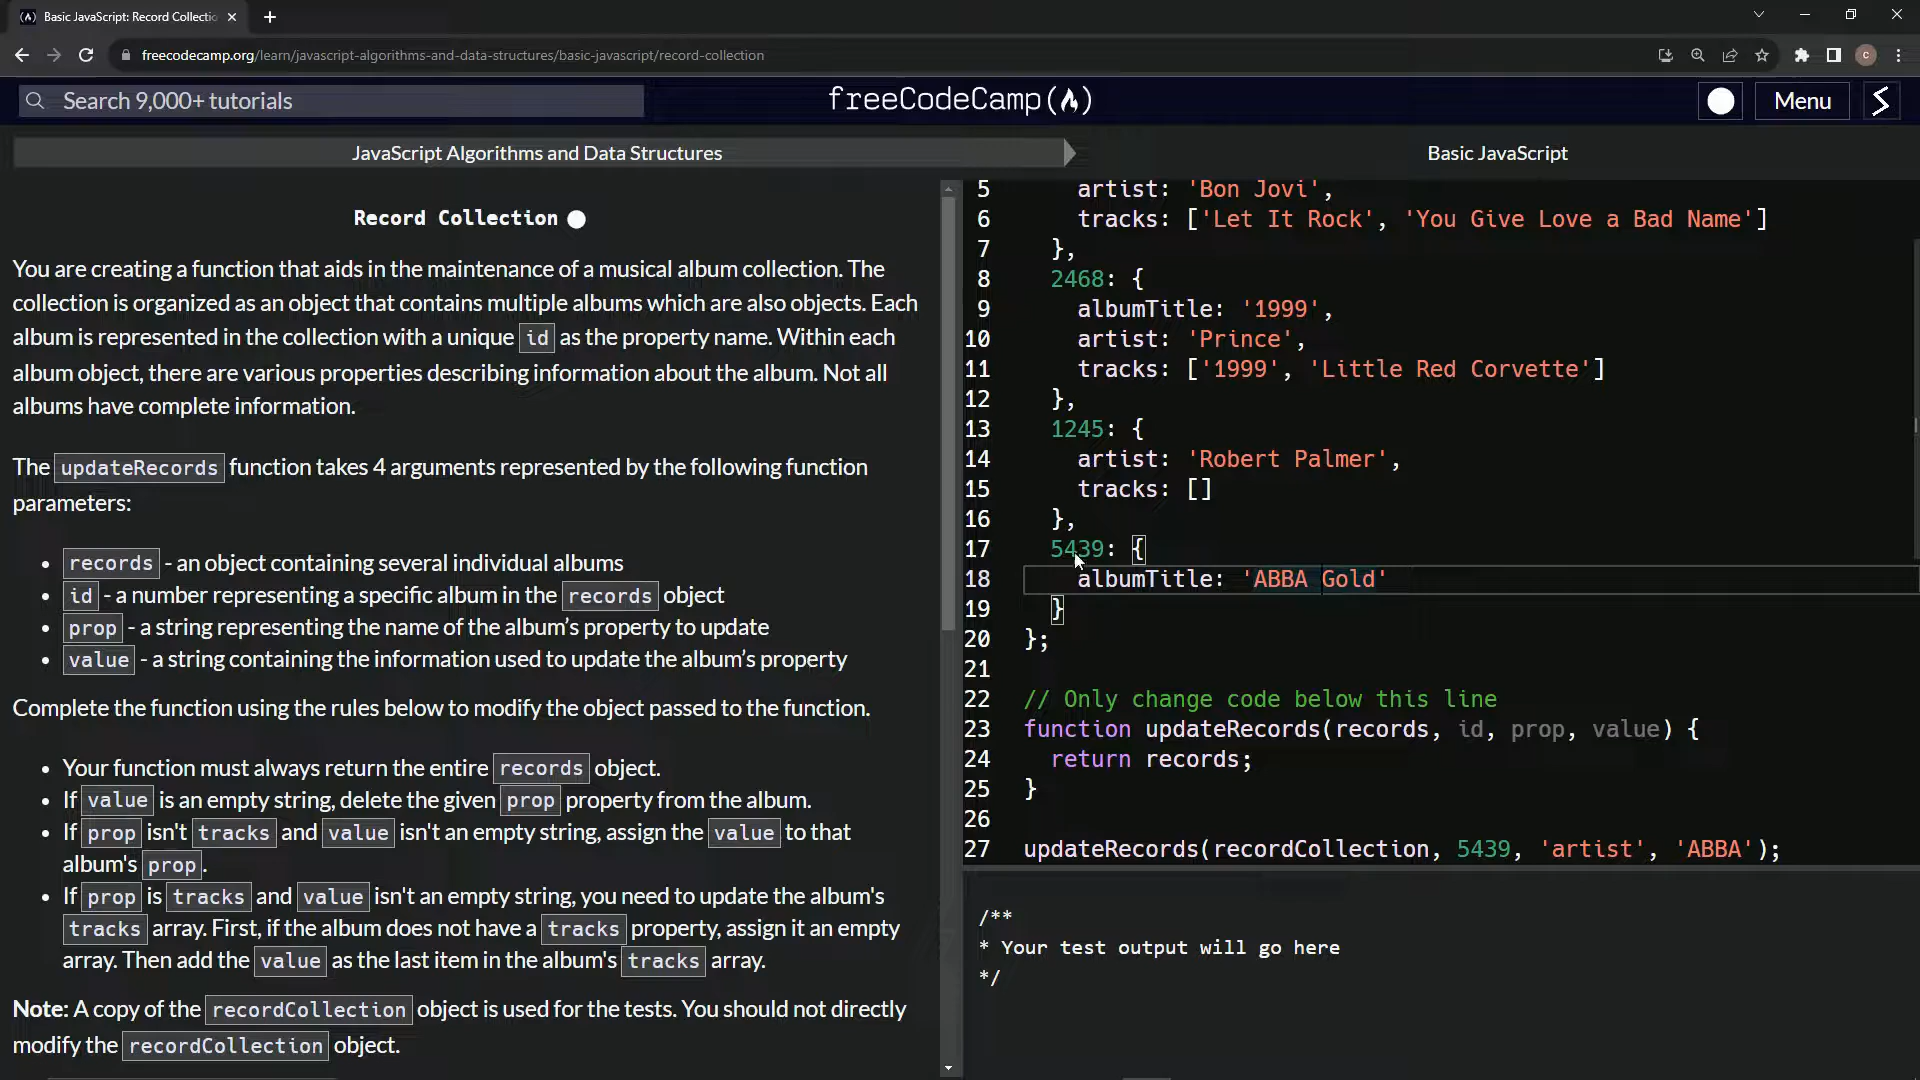 Basic JavaScript: Record Collectio
freecodecamp.org/learn/javascript-algorithms-and-data-structures/basic-javascript/record-collection
C
Search 9,000+ tutorials
freeCodeCamp
Menu
JavaScript Algorithms and Data Structures
Basic JavaScript
Record Collection
You are creating a function that aids in the maintenance of a musical album collection. The
collection is organized as an object that contains multiple albums which are also objects. Each
album is represented in the collection with a unique id as the property name. Within each
album object, there are various properties describing information about the album. Not all
albums have complete information.
The updateRecords function takes 4 arguments represented by the following function
parameters:
• records - an object containing several individual albums
• id - a number representing a specific album in the records object
• prop - a string representing the name of the album’s property to update
• value - a string containing the information used to update the album’s property
Complete the function using the rules below to modify the object passed to the function.
• Your function must always return the entire records object.
• If value is an empty string, delete the given prop property from the album.
• If prop isn't tracks and value isn't an empty string, assign the value to that
album's prop.
• If prop is tracks and value isn't an empty string, you need to update the album's
tracks array. First, if the album does not have a tracks property, assign it an empty
array. Then add the value as the last item in the album's tracks array.
Note: A copy of the recordCollection object is used for the tests. You should not directly
modify the recordCollection object.
5 artist: 'Bon Jovi',
6 tracks: ['Let It Rock', 'You Give Love a Bad Name']
7 },
8 2468: {
9 albumTitle: '1999',
10 artist: 'Prince',
11 tracks: ['1999', 'Little Red Corvette']
12 },
13 1245: {
14 artist: 'Robert Palmer',
15 tracks: []
16 },
17 5439: {
18 albumTitle: 'ABBA Gold'
19 }
20 };
21
22 // Only change code below this line
23 function updateRecords(records, id, prop, value) {
24 return records;
25 }
26
27 updateRecords(recordCollection, 5439, 'artist', 'ABBA');
/**
* Your test output will go here
*/